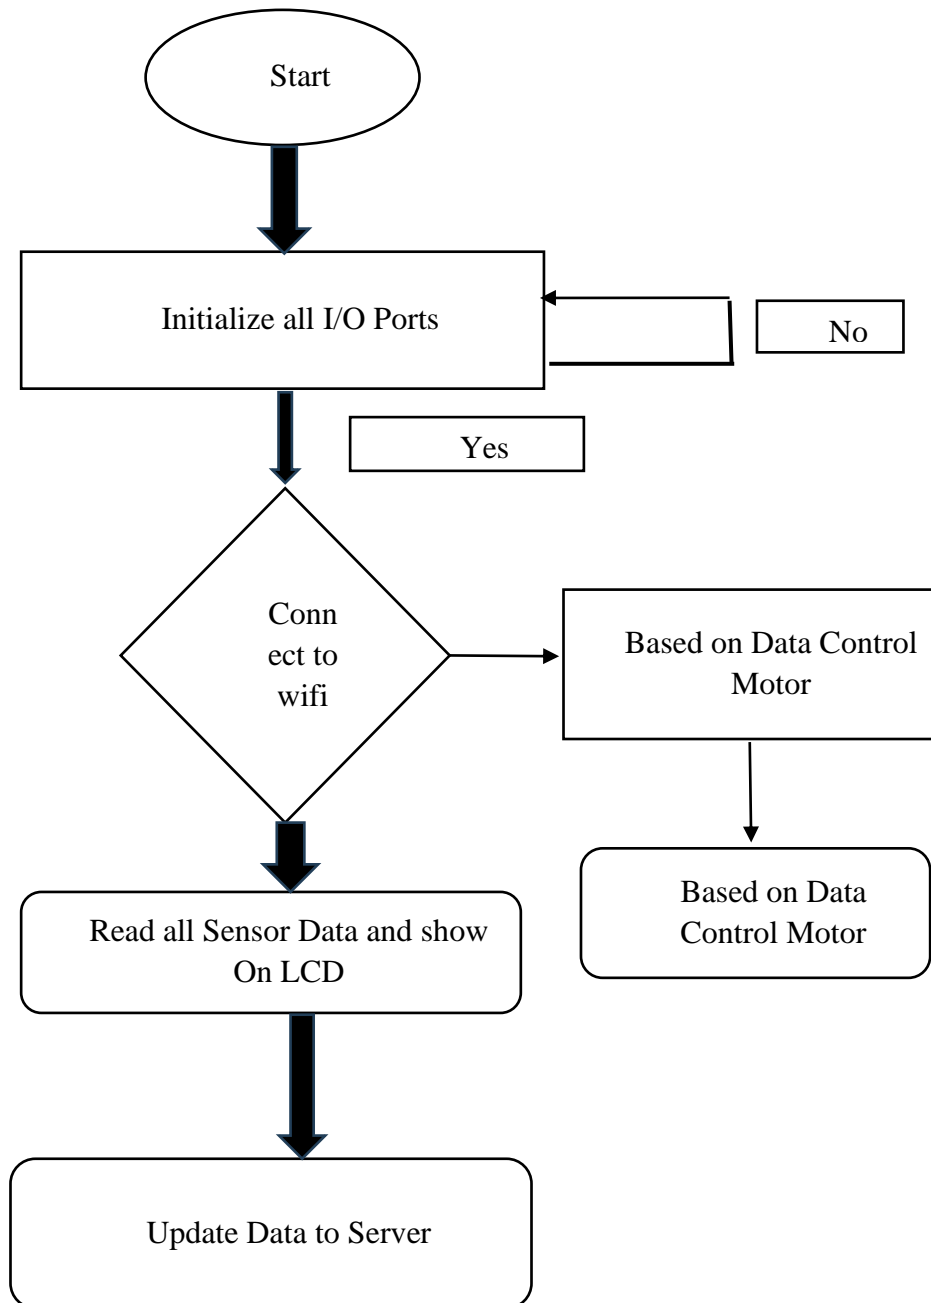 Start
Initialize all I/O Ports
No
Yes
Conn
ect to
wifi
Based on Data Control
Motor
Based on Data
Control Motor
Read all Sensor Data and show
On LCD
Update Data to Server